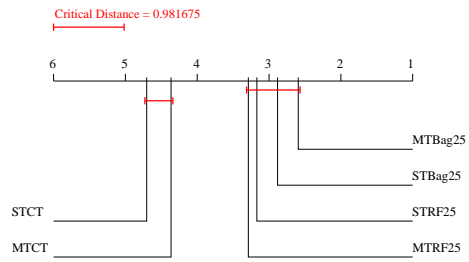 Critical Distance = 0.981675
6 5 4 3 2 1
MTBag25
STBag25
STCT STRF25
MTCT MTRF25